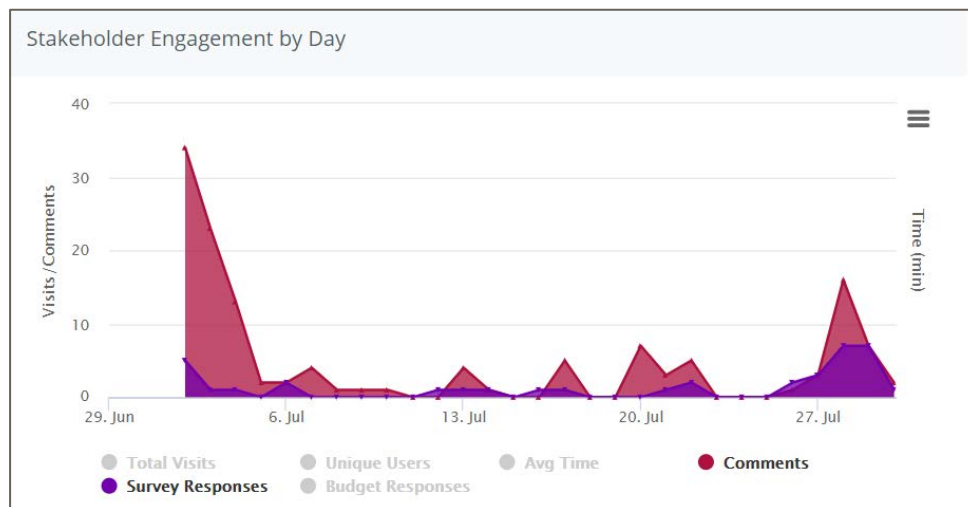 Stakeholder Engagement by Day
40
30
20
10
0
Visits/Comments
Time (min)
29. Jun
6. Jul
13. Jul
20. Jul
27. Jul
Total Visits
Unique Users
Avg Time
Comments
Survey Responses
Budget Responses